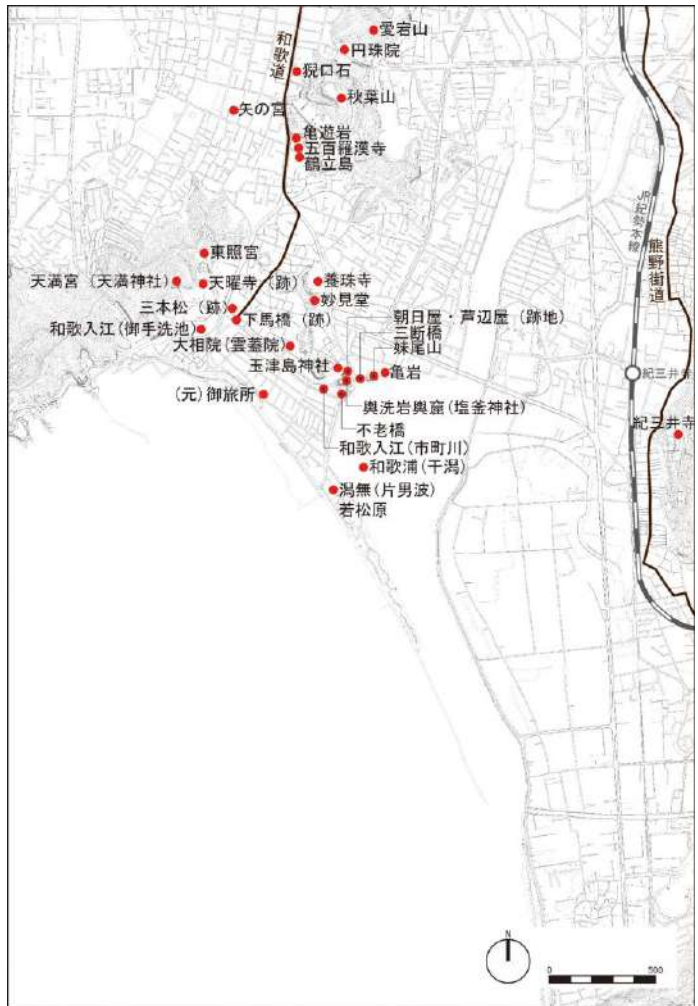 愛宕山
円珠院
和歌道
猊口石
秋葉山
矢の宮
亀遊岩
五百羅漢寺
鶴立島
JR紀勢本線
熊野街道
東照宮
天満宮（天満神社）
天曜寺（跡）
養珠寺
妙見堂
三本松（跡）
下馬橋（跡）
朝日屋・芦辺屋（跡地）
和歌入江(御手洗池)
三断橋
大相院(雲蓋院)
妹背山
玉津島神社
亀岩
紀三井寺
(元)御旅所
輿洗岩輿窟(塩釜神社)
紀三井寺
不老橋
和歌入江(市町川)
和歌浦(干潟)
潟無(片男波)
若松原
N
0
500